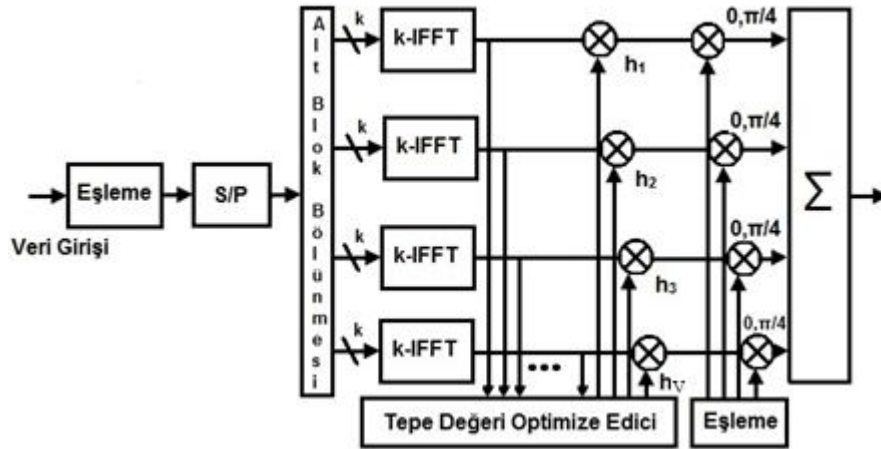 Veri Girişi
Eşleme
S/P
Alt Blok Bölünmesi
k
k-IFFT
h₁
0,π/4
k
k-IFFT
h₂
0,π/4
k
k-IFFT
h₃
0,π/4
k
k-IFFT
...
h_V
0,π/4
Σ
Tepe Değeri Optimize Edici
Eşleme